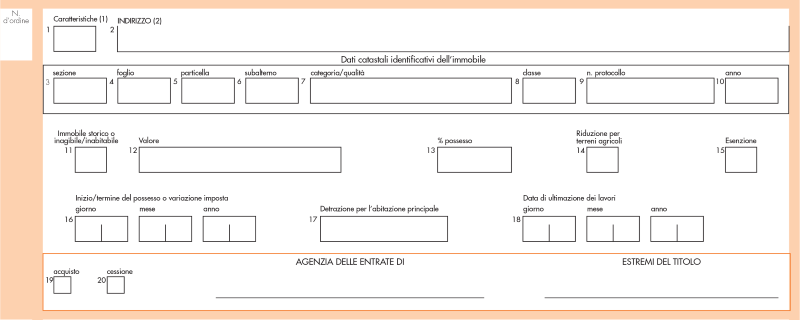 N.
d'ordine
Caratteristiche (1) INDIRIZZO (2)
1 2
Dati catastali identificativi dell'immobile
sezione foglio particella subalterno categoria/qualità classe n. protocollo anno
3 4 5 6 7 8 9 10
Immobile storico o
inagibile/inabitabile Valore % possesso Riduzione per
terreni agricoli Esenzione
11 12 13 14 15
Inizio/termine del possesso o variazione imposta Data di ultimazione dei lavori
giorno mese anno Detrazione per l'abitazione principale giorno mese anno
16 17 18
AGENZIA DELLE ENTRATE DI ESTREMI DEL TITOLO
acquisto cessione
19 20